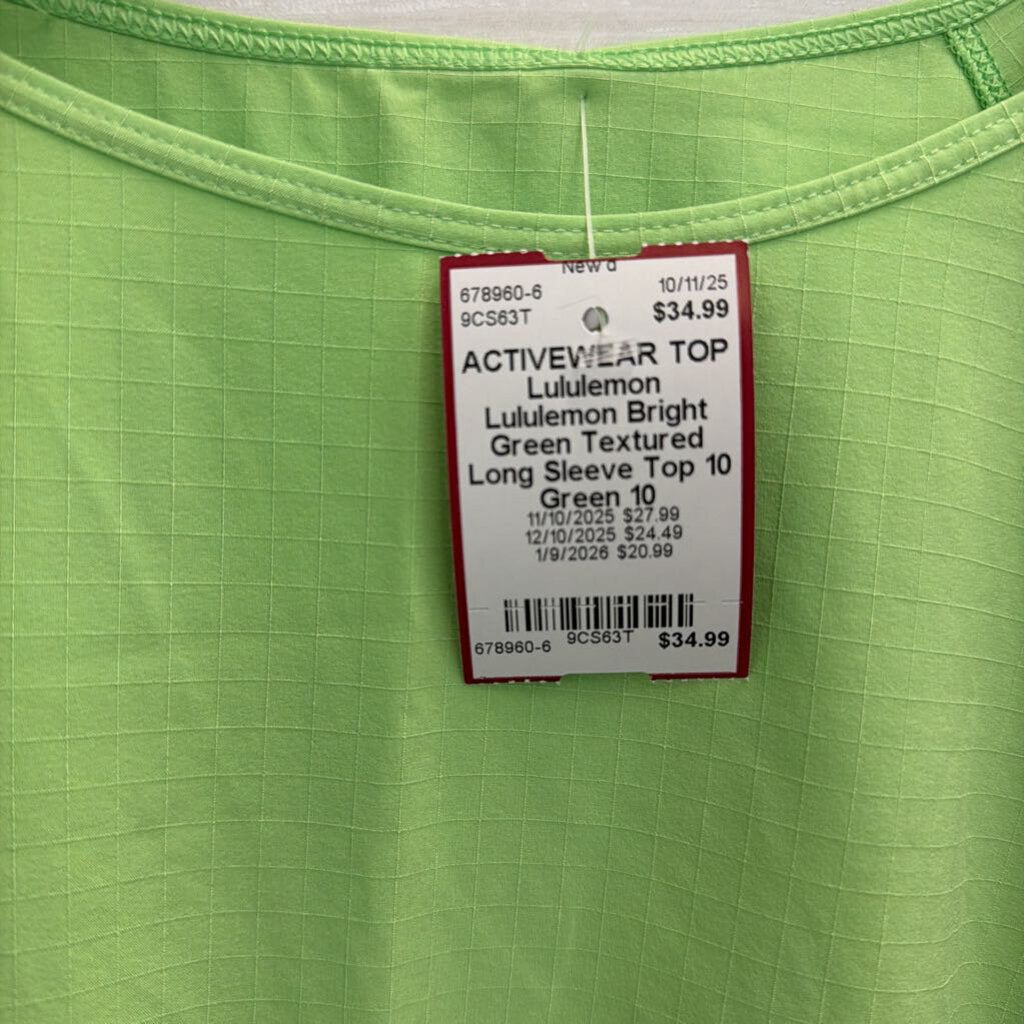 New
678960-6 10/11/25
9CS63T $34.99
ACTIVEWEAR TOP
Lululemon
Lululemon Bright
Green Textured
Long Sleeve Top 10
Green 10
11/10/2025 $27.99
12/10/2025 $24.49
1/9/2026 $20.99
678960-6 9CS63T $34.99